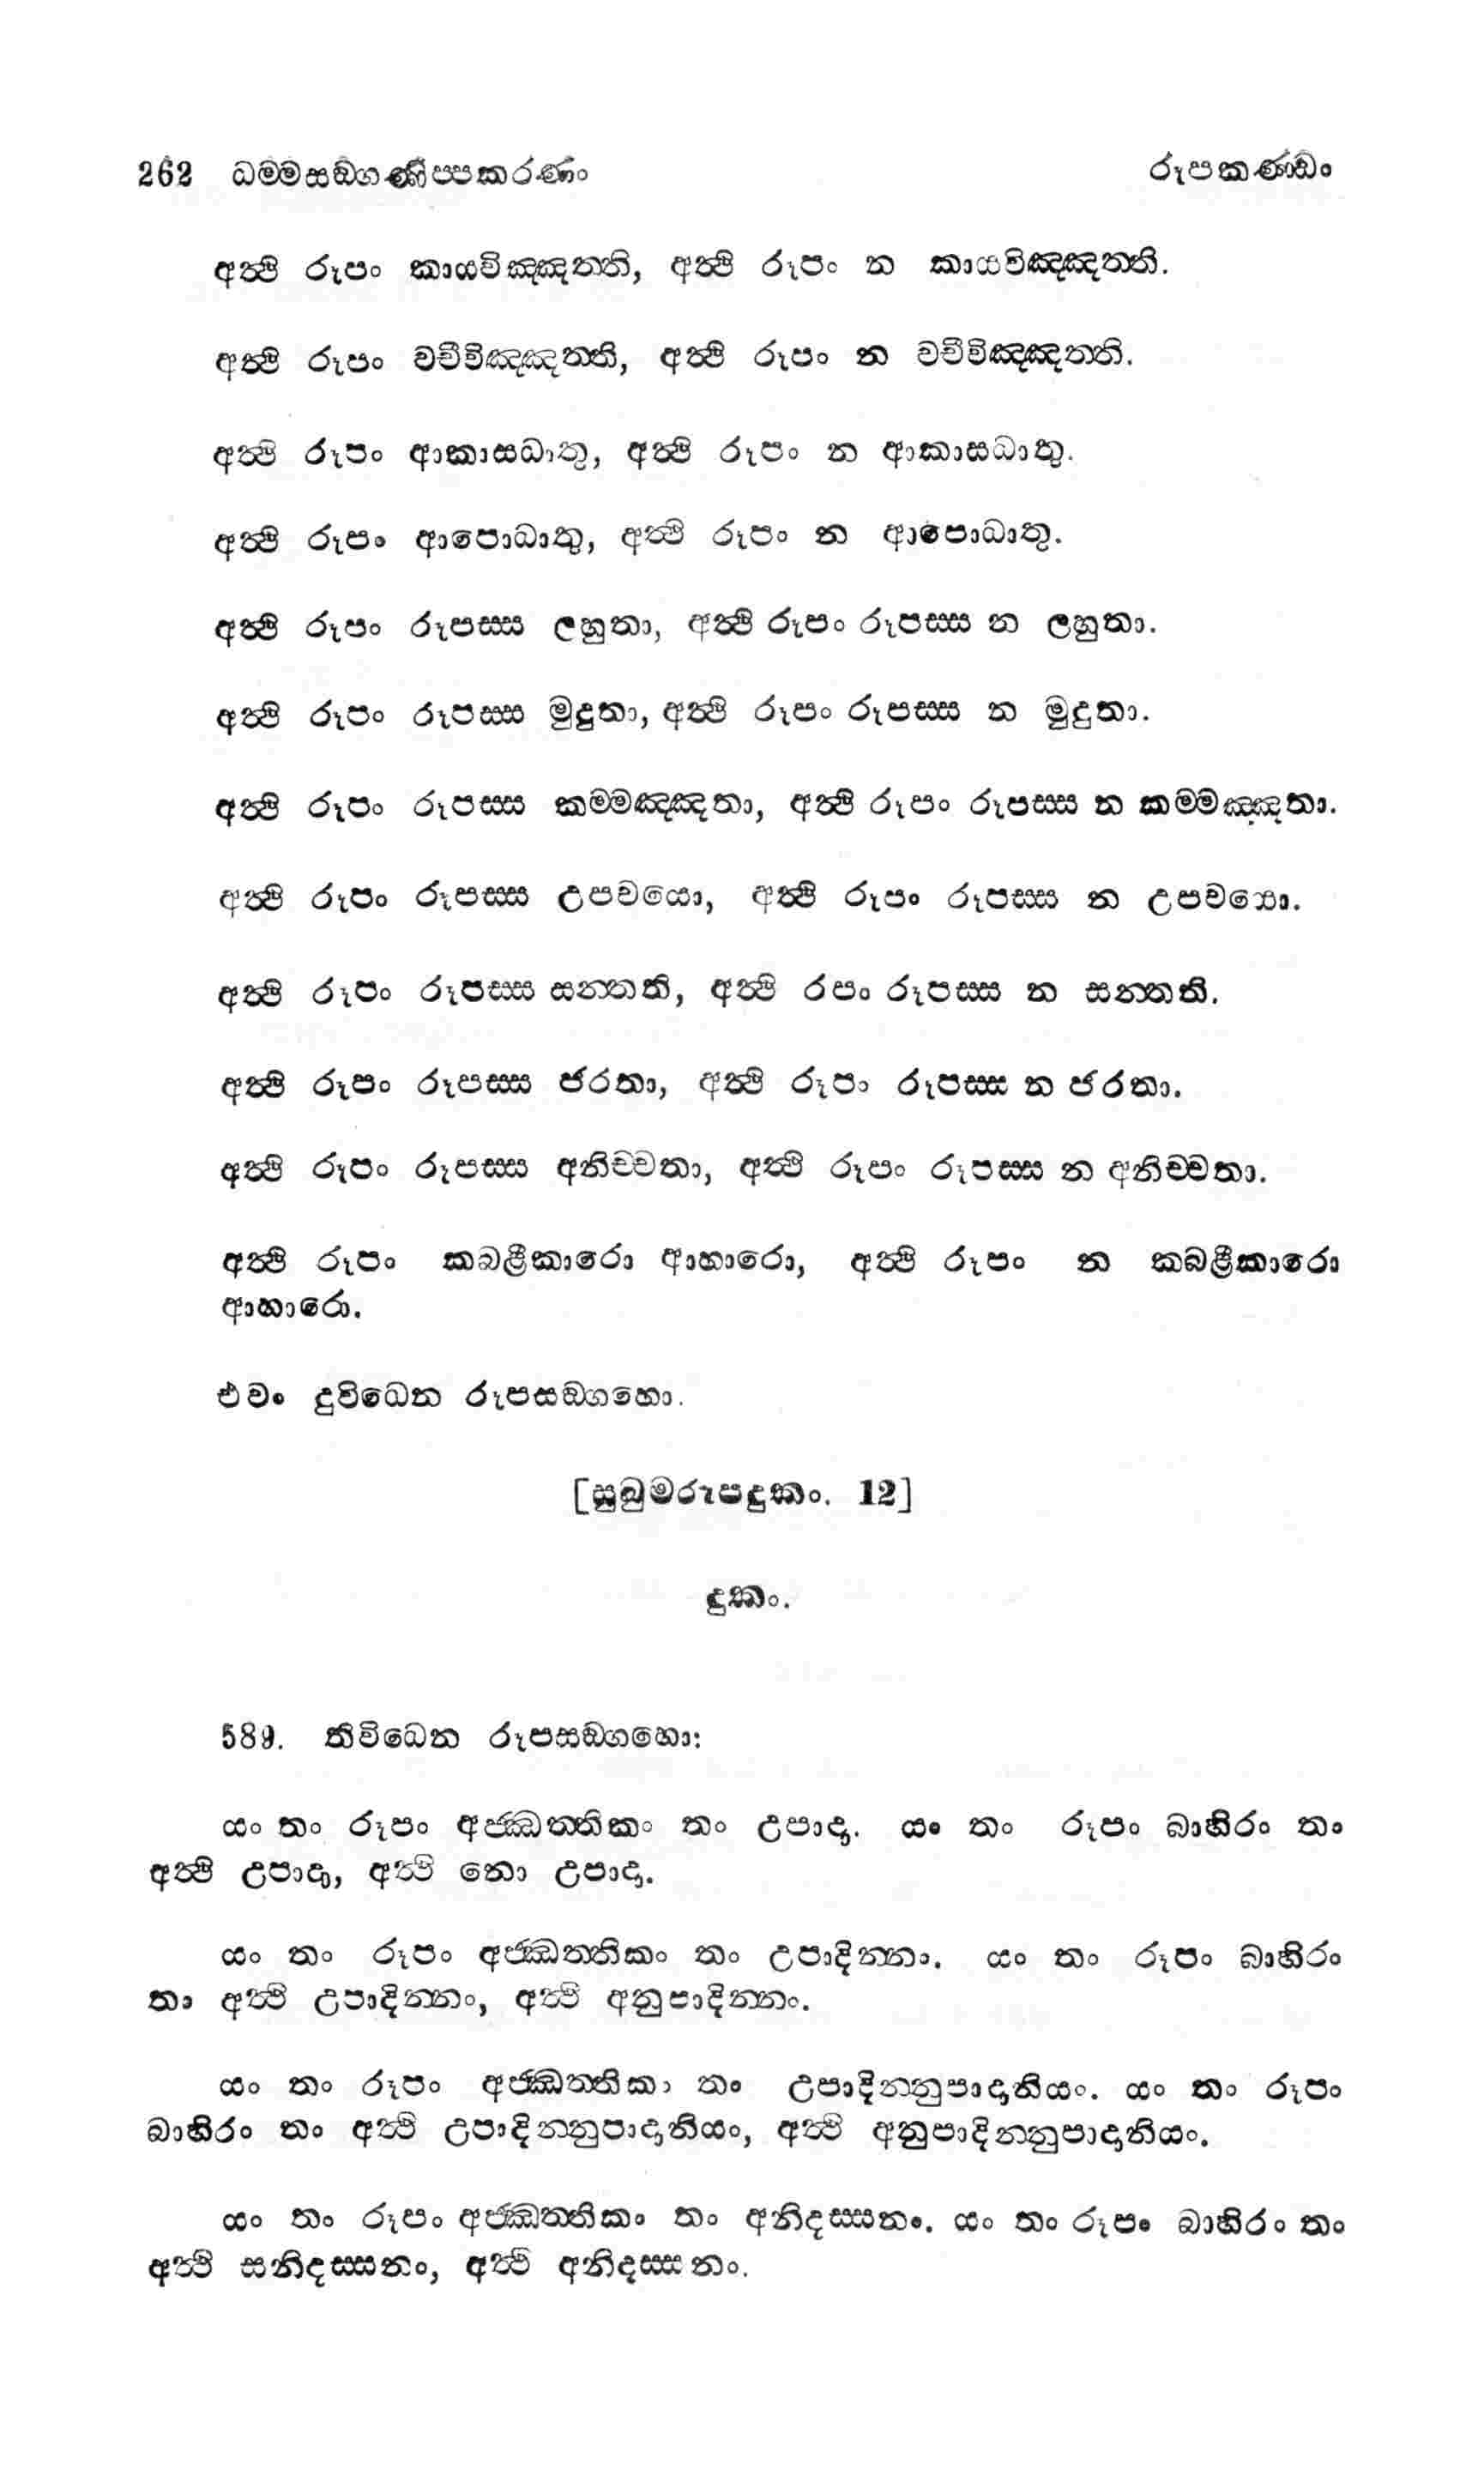 262 ධම්මසඞ්ගණිප්පකරණං රූපකණ්ඩං
අත්ථි රූපං කායවිඤ්ඤත්ති, අත්ථි රූපං න කායවිඤ්ඤත්ති.
අත්ථි රූපං වචීවිඤ්ඤත්ති, අත්ථි රූපං න වචීවිඤ්ඤත්ති.
අත්ථි රූපං ආකාසධාතු, අත්ථි රූපං න ආකාසධාතු.
අත්ථි රූපං ආපොධාතු, අත්ථි රූපං න ආපොධාතු.
අත්ථි රූපං රූපස්ස ලහුතා, අත්ථි රූපං රූපස්ස න ලහුතා.
අත්ථි රූපං රූපස්ස මුදුතා, අත්ථි රූපං රූපස්ස න මුදුතා.
අත්ථි රූපං රූපස්ස කම්මඤ්ඤතා, අත්ථි රූපං රූපස්ස න කම්මඤ්ඤතා.
අත්ථි රූපං රූපස්ස උපචයො, අත්ථි රූපං රූපස්ස න උපචයො.
අත්ථි රූපං රූපස්ස සන්තති, අත්ථි රපං රූපස්ස න සන්තති.
අත්ථි රූපං රූපස්ස ජරතා, අත්ථි රූපං රූපස්ස න ජරතා.
අත්ථි රූපං රූපස්ස අනිච්චතා, අත්ථි රූපං රූපස්ස න අනිච්චතා.
අත්ථි රූපං කබළීකාරො ආහාරො, අත්ථි රූපං න කබළීකාරො
ආහාරො.
එවං දුවිධෙන රූපසඞ්ගහො.
[සුඛුමරූපදුකං. 12]
දුකං.
589. තිවිධෙන රූපසඞ්ගහො:
යං තං රූපං අජ්ඣත්තිකං තං උපාදා. යං තං රූපං බාහිරං තං
අත්ථි උපාදා, අත්ථි නො උපාදා.
යං තං රූපං අජ්ඣත්තිකං තං උපාදින්නං. යං තං රූපං බාහිරං
තං අත්ථි උපාදින්නං, අත්ථි අනුපාදින්නං.
යං තං රූපං අජ්ඣත්තිකං තං උපාදින්නුපාදානියං. යං තං රූපං
බාහිරං තං අත්ථි උපාදින්නුපාදානියං, අත්ථි අනුපාදින්නුපාදානියං.
යං තං රූපං අජ්ඣත්තිකං තං අනිදස්සනං. යං තං රූපං බාහිරං තං
අත්ථි සනිදස්සනං, අත්ථි අනිදස්සනං.